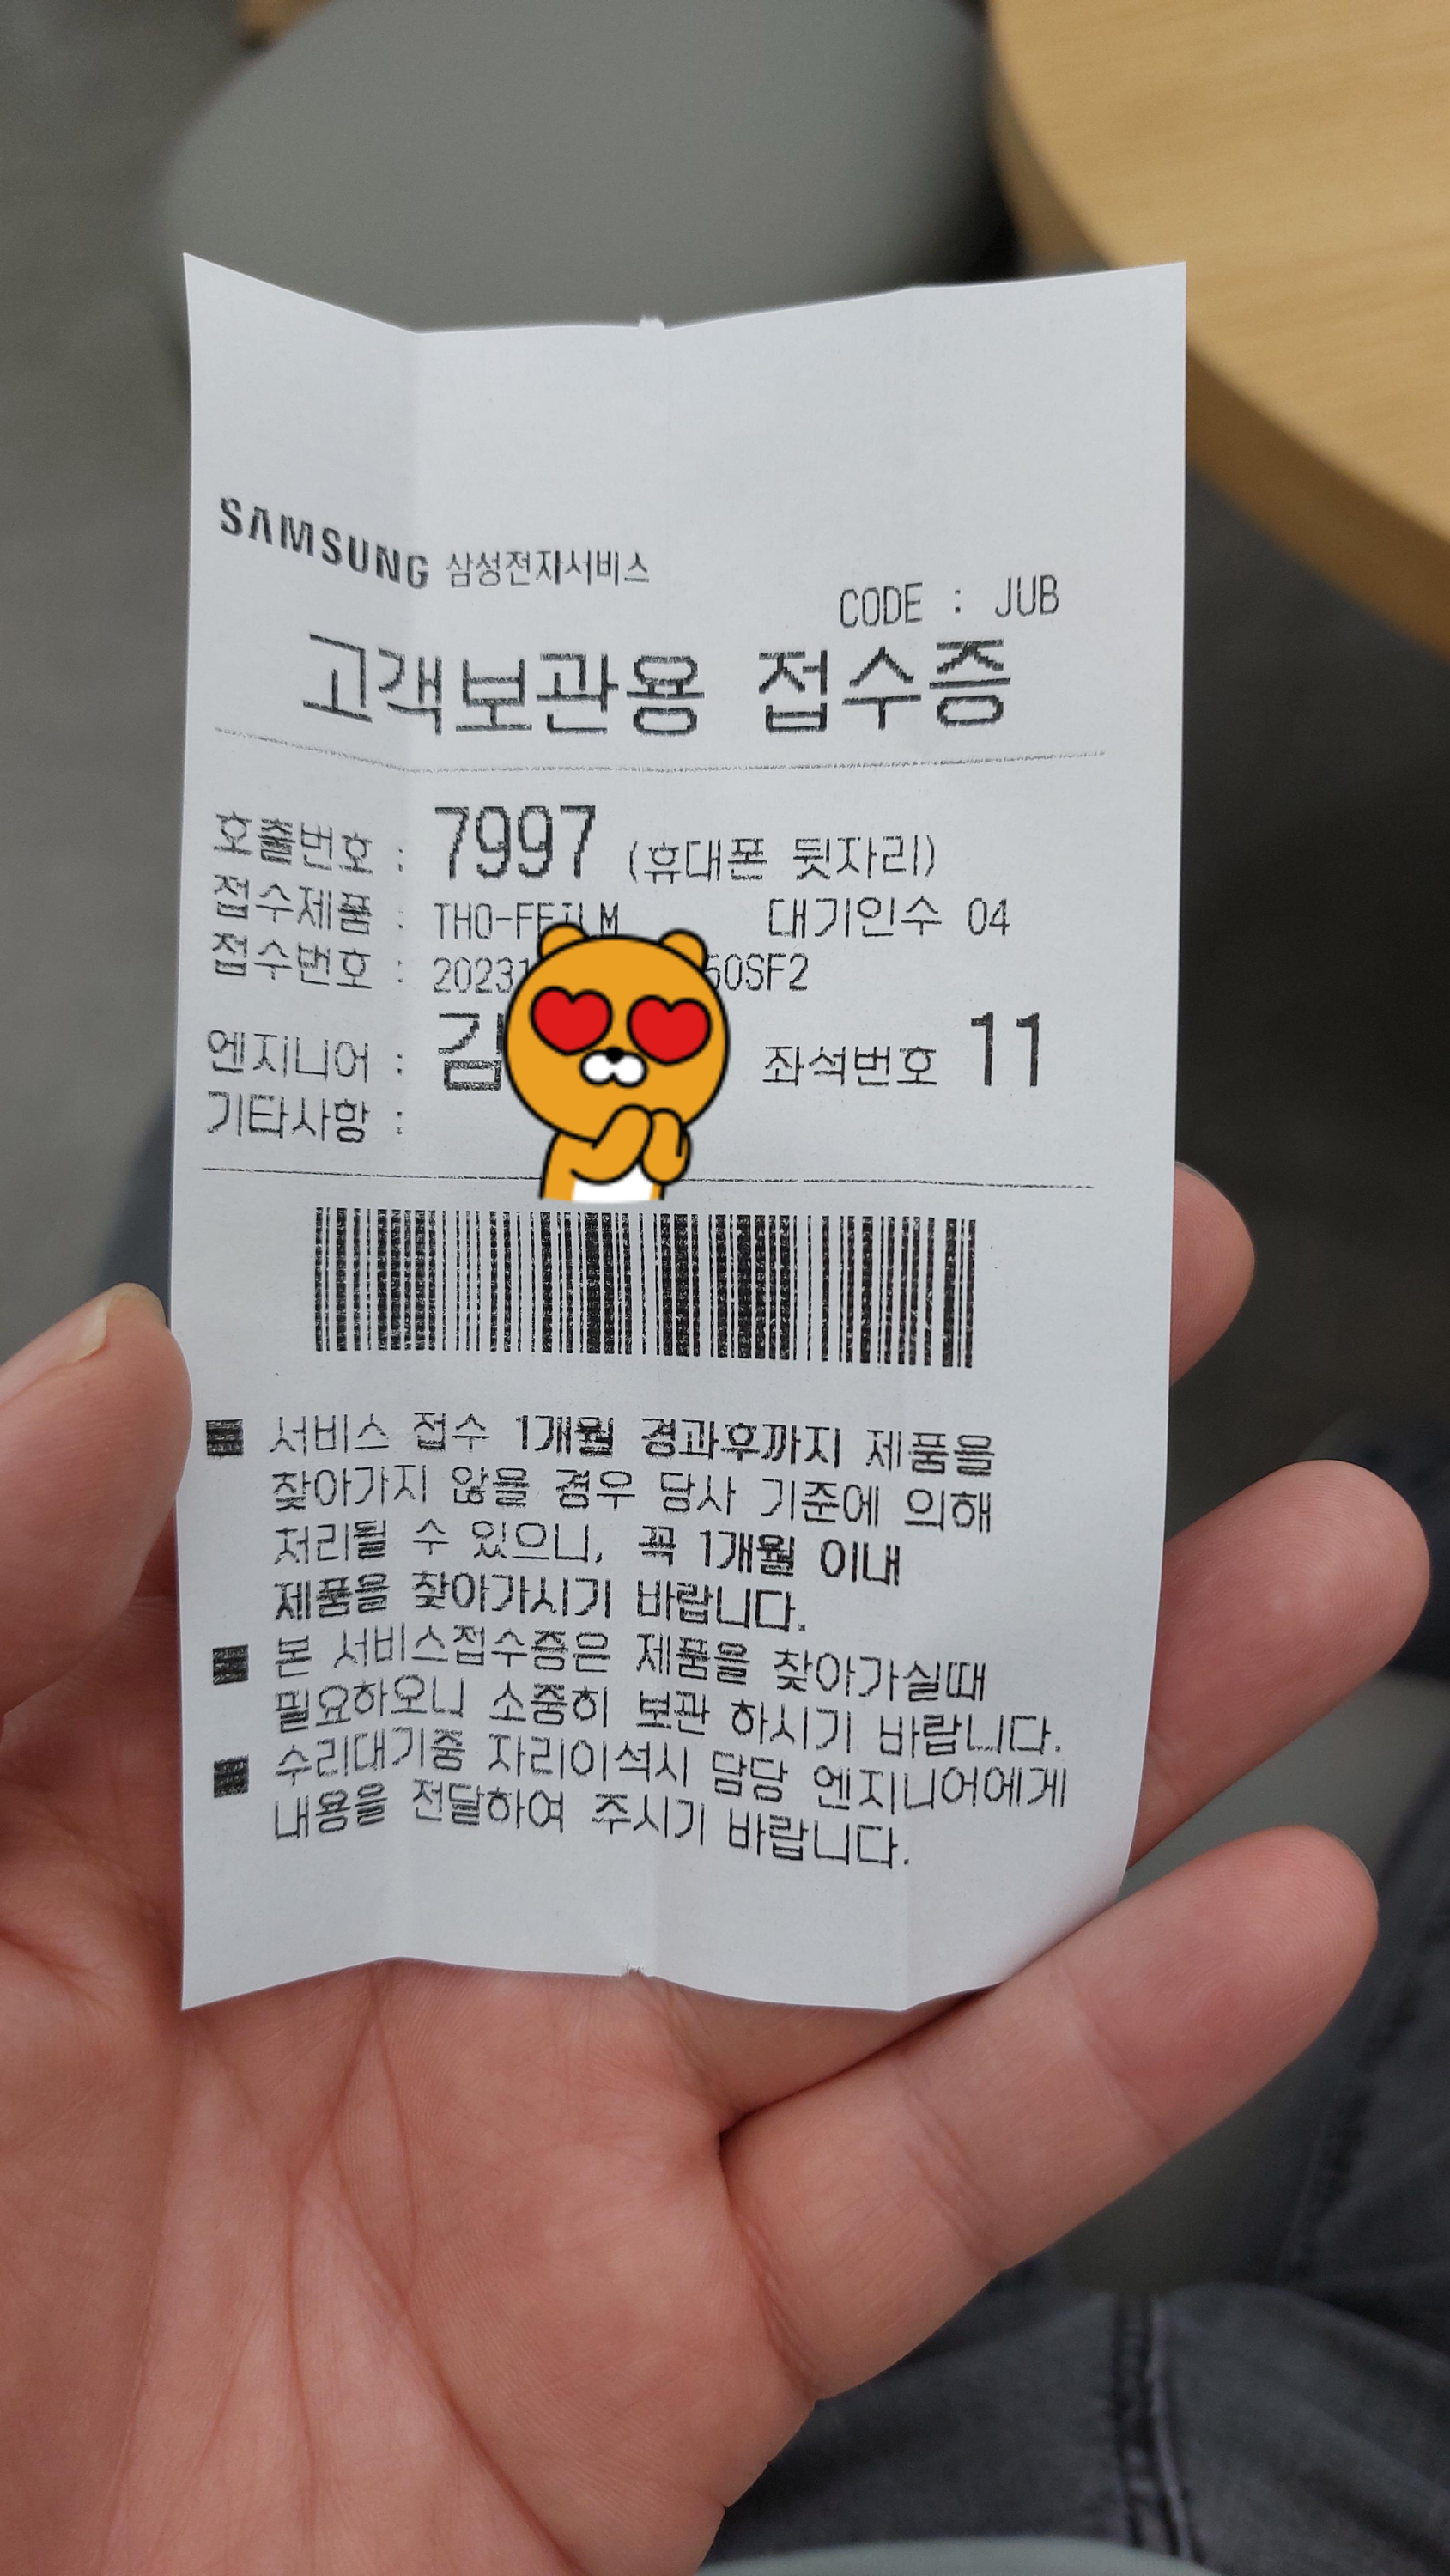 SAMSUNG 삼성전자서비스
CODE : JUB
고객보관용 접수증
호출번호 : 7997 (휴대폰 뒷자리)
접수제품 : THO-FFILM 대기인수 04
접수번호 : 20231 50SF2
엔지니어 : 김 좌석번호 11
기타사항 :
■ 서비스 접수 1개월 경과후까지 제품을
찾아가지 않을 경우 당사 기준에 의해
처리될 수 있으니, 꼭 1개월 이내
제품을 찾아가시기 바랍니다.
■ 본 서비스접수증은 제품을 찾아가실때
필요하오니 소중히 보관 하시기 바랍니다.
■ 수리대기중 자리이석시 담당 엔지니어에게
내용을 전달하여 주시기 바랍니다.